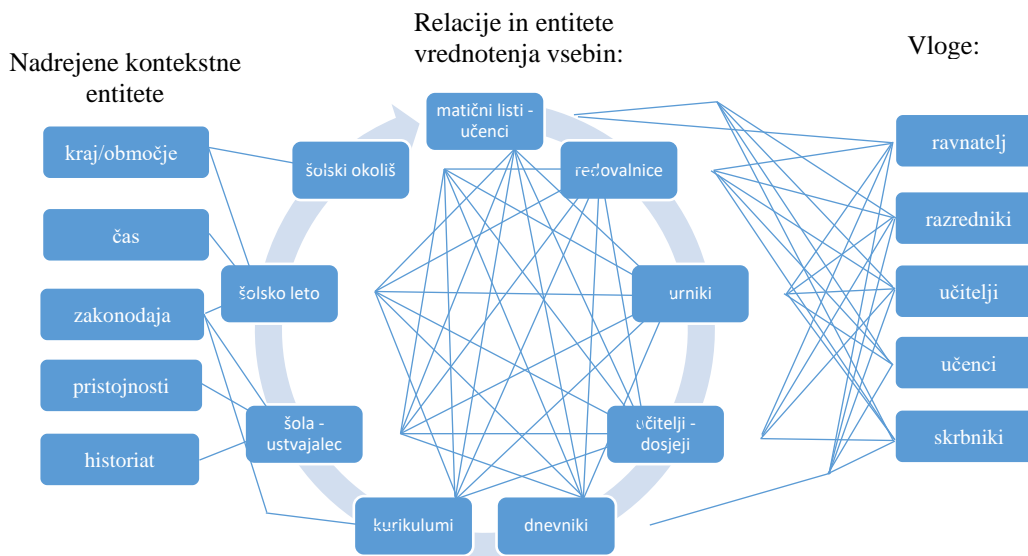 Nadrejene kontekstne
entitete
kraj/območje
čas
zakonodaja
pristojnosti
historiat
Relacije in entitete
vrednotenja vsebin:
matični listi -
učenci
redovalnice
urniki
učitelji -
dosjeji
dnevniki
kurikulumi
šola -
ustvajalec
šolsko leto
šolski okoliš
Vloge:
ravnatelj
razredniki
učitelji
učenci
skrbniki